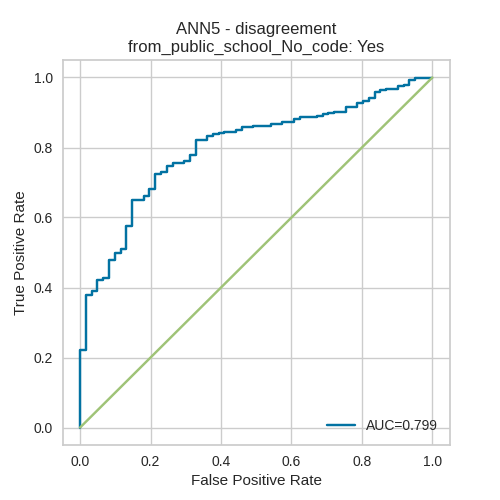 ANN5 - disagreement
from_public_school_No_code: Yes
True Positive Rate
1.0
0.8
0.6
0.4
0.2
0.0
AUC=0.799
0.0 0.2 0.4 0.6 0.8 1.0
False Positive Rate